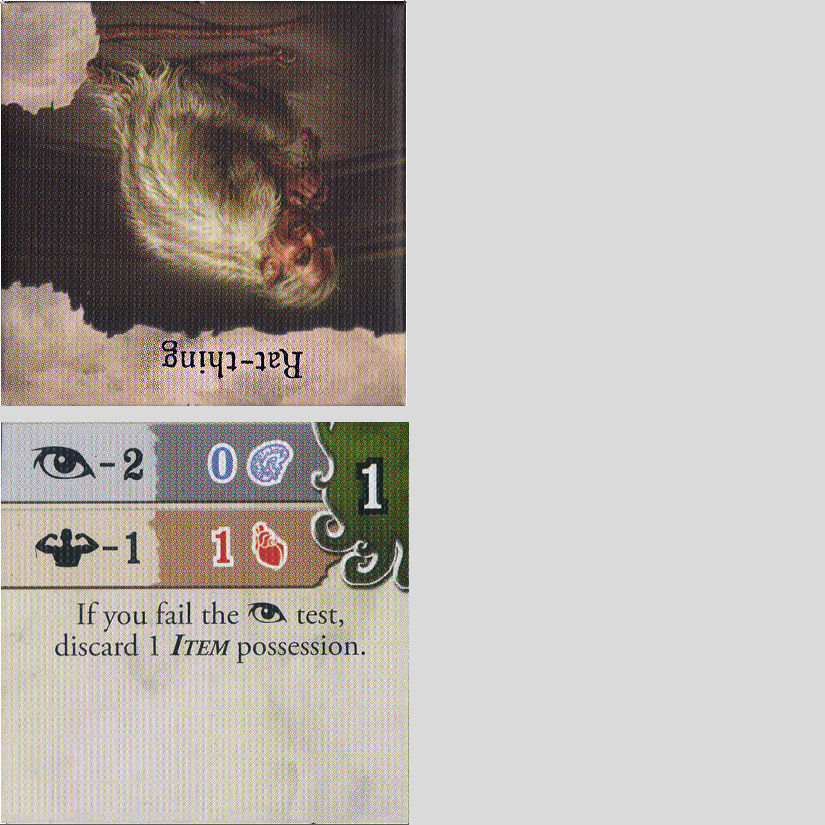 Rat-thing
-2 0 1
-1 1
If you fail the test,
discard 1 ITEM possession.